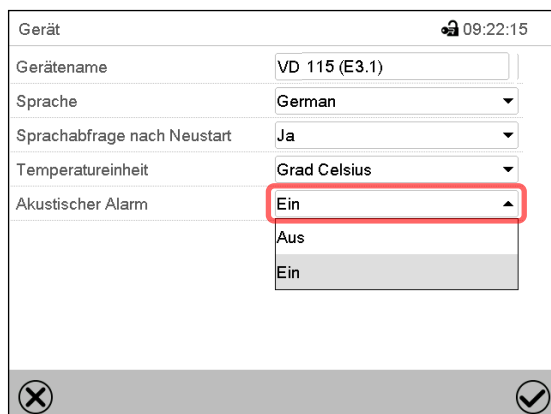 Gerät 09:22:15
Gerätename VD 115 (E3.1)
Sprache German
Sprachabfrage nach Neustart Ja
Temperatureinheit Grad Celsius
Akustischer Alarm Ein
Aus
Ein